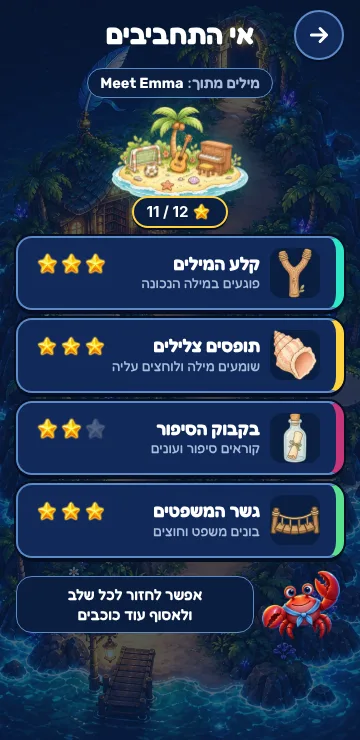 אי התחביבים
מילים מתוך: Meet Emma
11 / 12
קלע המילים
פוגעים במילה הנכונה
תופסים צלילים
שומעים מילה ולוחצים עליה
בקבוק הסיפור
קוראים סיפור ועונים
גשר המשפטים
בונים משפט וחוצים
אפשר לחזור לכל שלב
ולאסוף עוד כוכבים